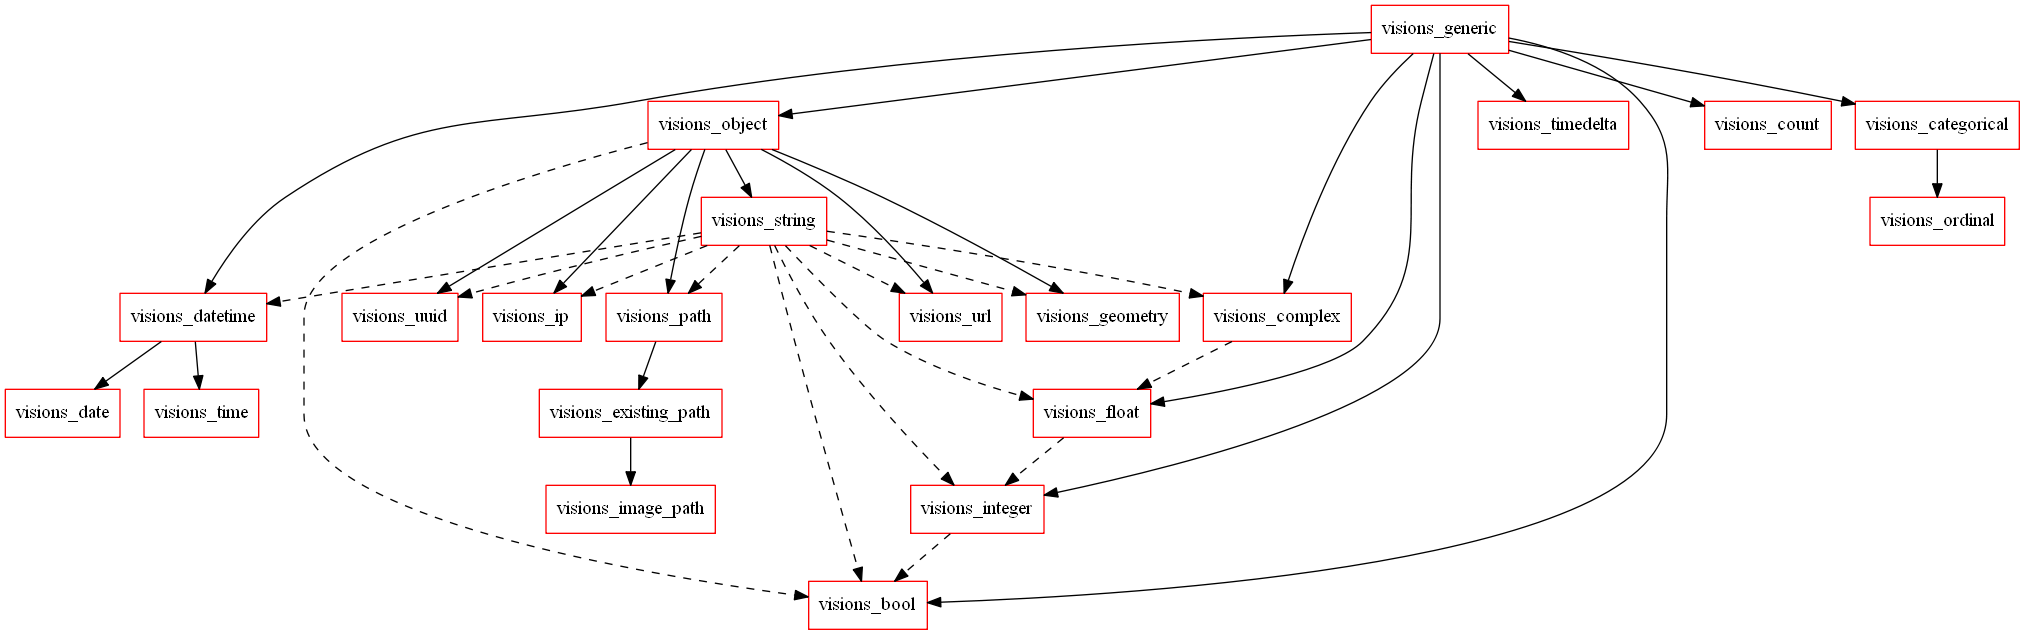 visions_generic
visions_object
visions_timedelta
visions_count
visions_categorical
visions_string
visions_ordinal
visions_datetime
visions_uuid
visions_ip
visions_path
visions_url
visions_geometry
visions_complex
visions_date
visions_time
visions_existing_path
visions_float
visions_image_path
visions_integer
visions_bool